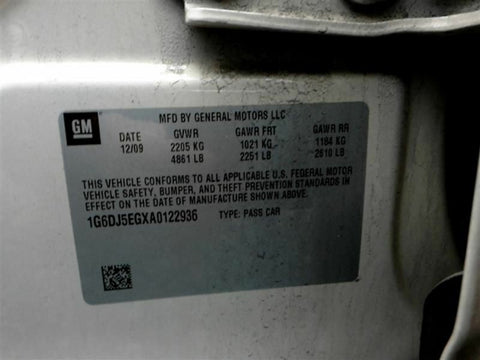 MFD BY GENERAL MOTORS LLC
GM
DATE GVWR GAWR FRT GAWR RR
12/09 2205 KG 1021 KG 1184 KG
4861 LB 2251 LB 2610 LB
THIS VEHICLE CONFORMS TO ALL APPLICABLE U.S. FEDERAL MOTOR
VEHICLE SAFETY, BUMPER, AND THEFT PREVENTION STANDARDS IN
EFFECT ON THE DATE OF MANUFACTURE SHOWN ABOVE.
1G6DJ5EGXA0122936 TYPE: PASS CAR